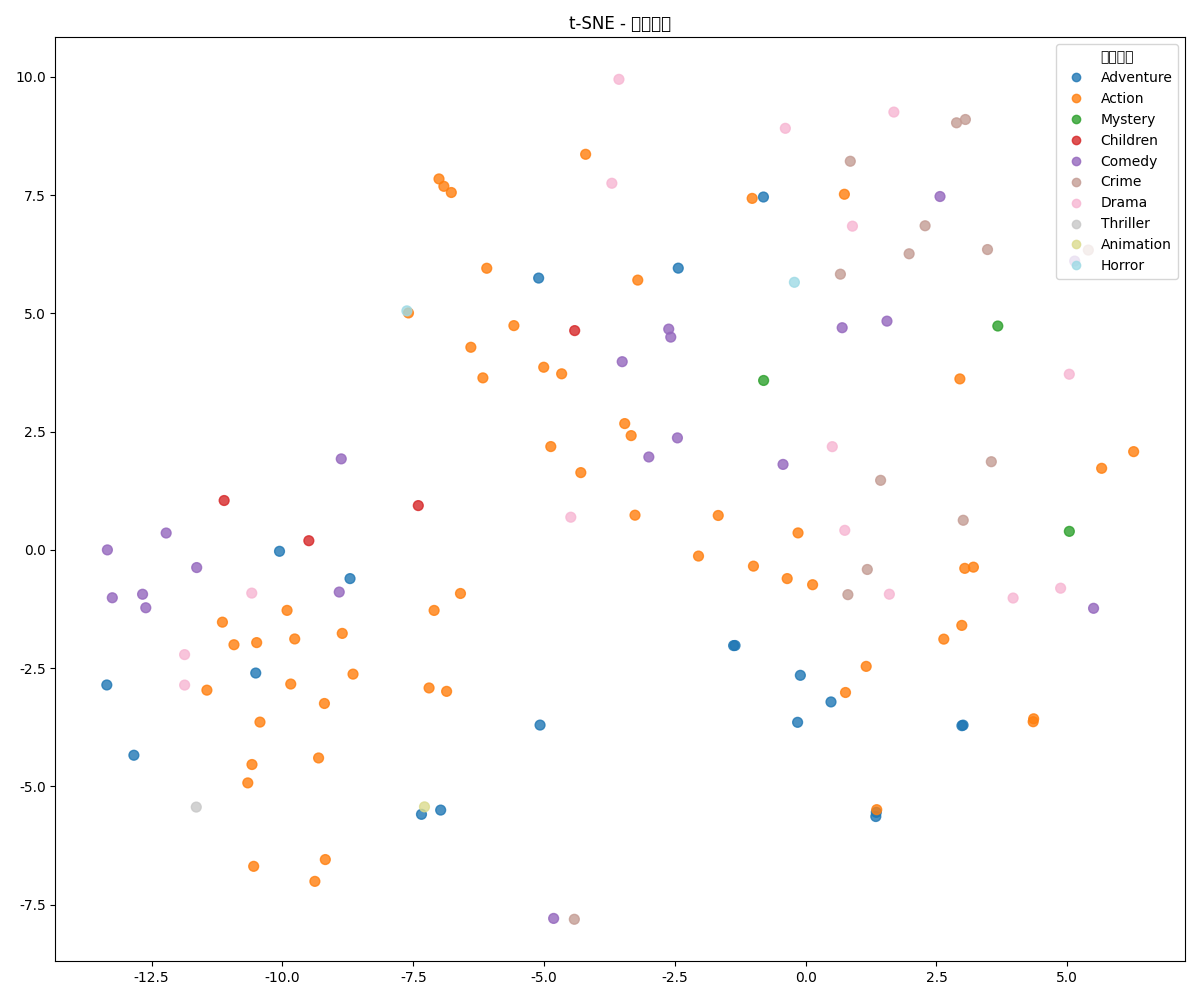 t-SNE -
Adventure
Action
Mystery
Children
Comedy
Crime
Drama
Thriller
Animation
Horror
10.0
7.5
5.0
2.5
0.0
-2.5
-5.0
-7.5
-12.5 -10.0 -7.5 -5.0 -2.5 0.0 2.5 5.0